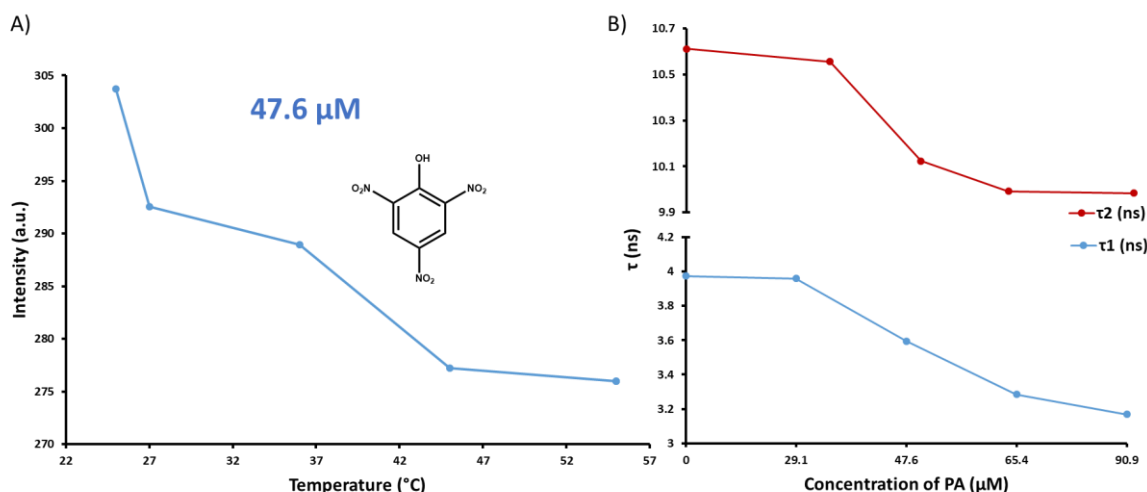 A)
305
300
295
290
285
280
275
270
Intensity (a.u.)
22 27 32 37 42 47 52 57
Temperature (°C)
47.6 µM
OH
O₂N NO₂
NO₂
B)
10.7
10.5
10.3
10.1
9.9
4.2
4
3.8
3.6
3.4
3.2
3
τ (ns)
τ2 (ns)
τ1 (ns)
0 29.1 47.6 65.4 90.9
Concentration of PA (µM)